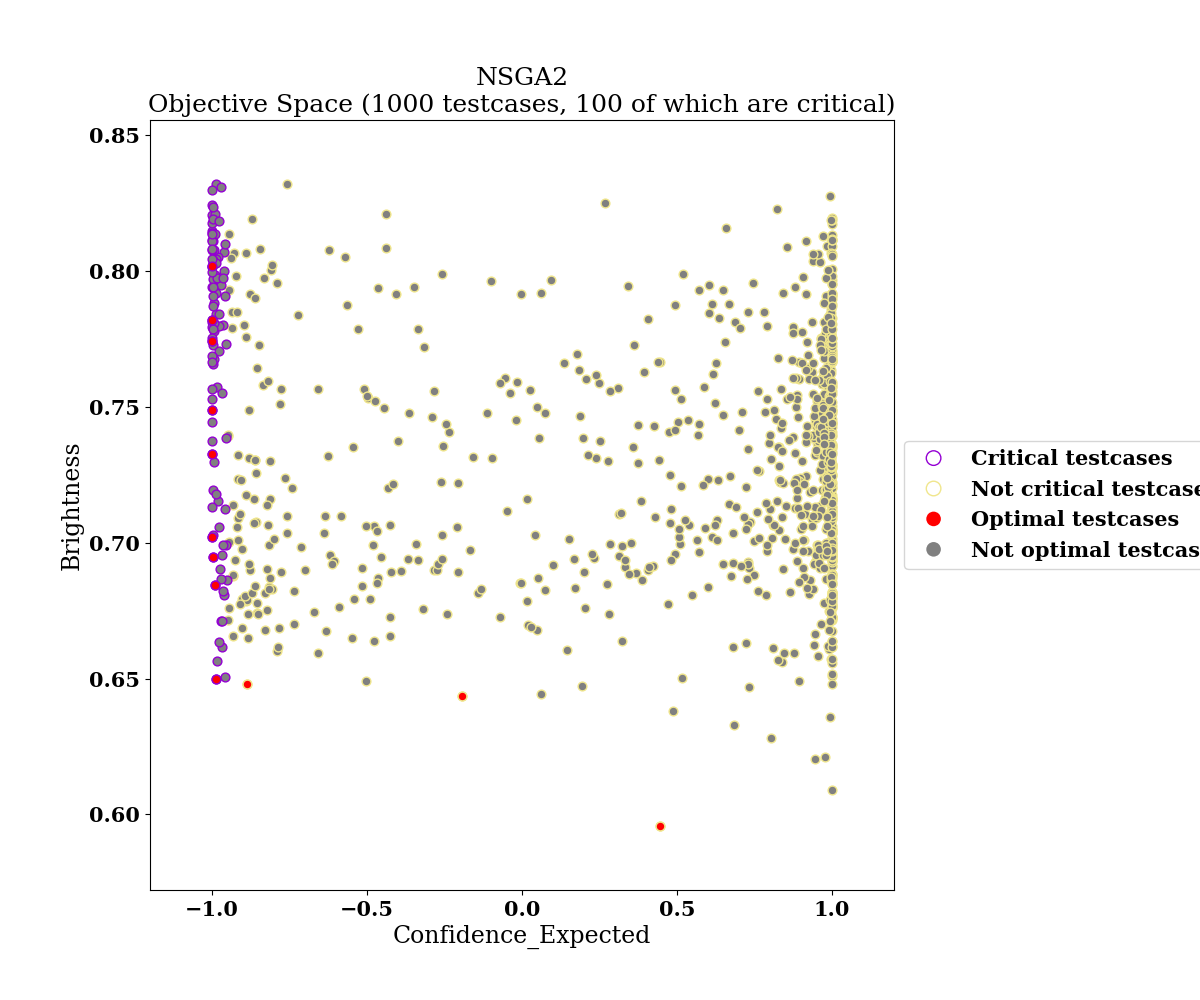 NSGA2
Objective Space (1000 testcases, 100 of which are critical)
0.85
0.80
0.75
0.70
0.65
0.60
Brightness
−1.0
−0.5
0.0
0.5
1.0
Confidence_Expected
Critical testcases
Not critical testcase
Optimal testcases
Not optimal testcas